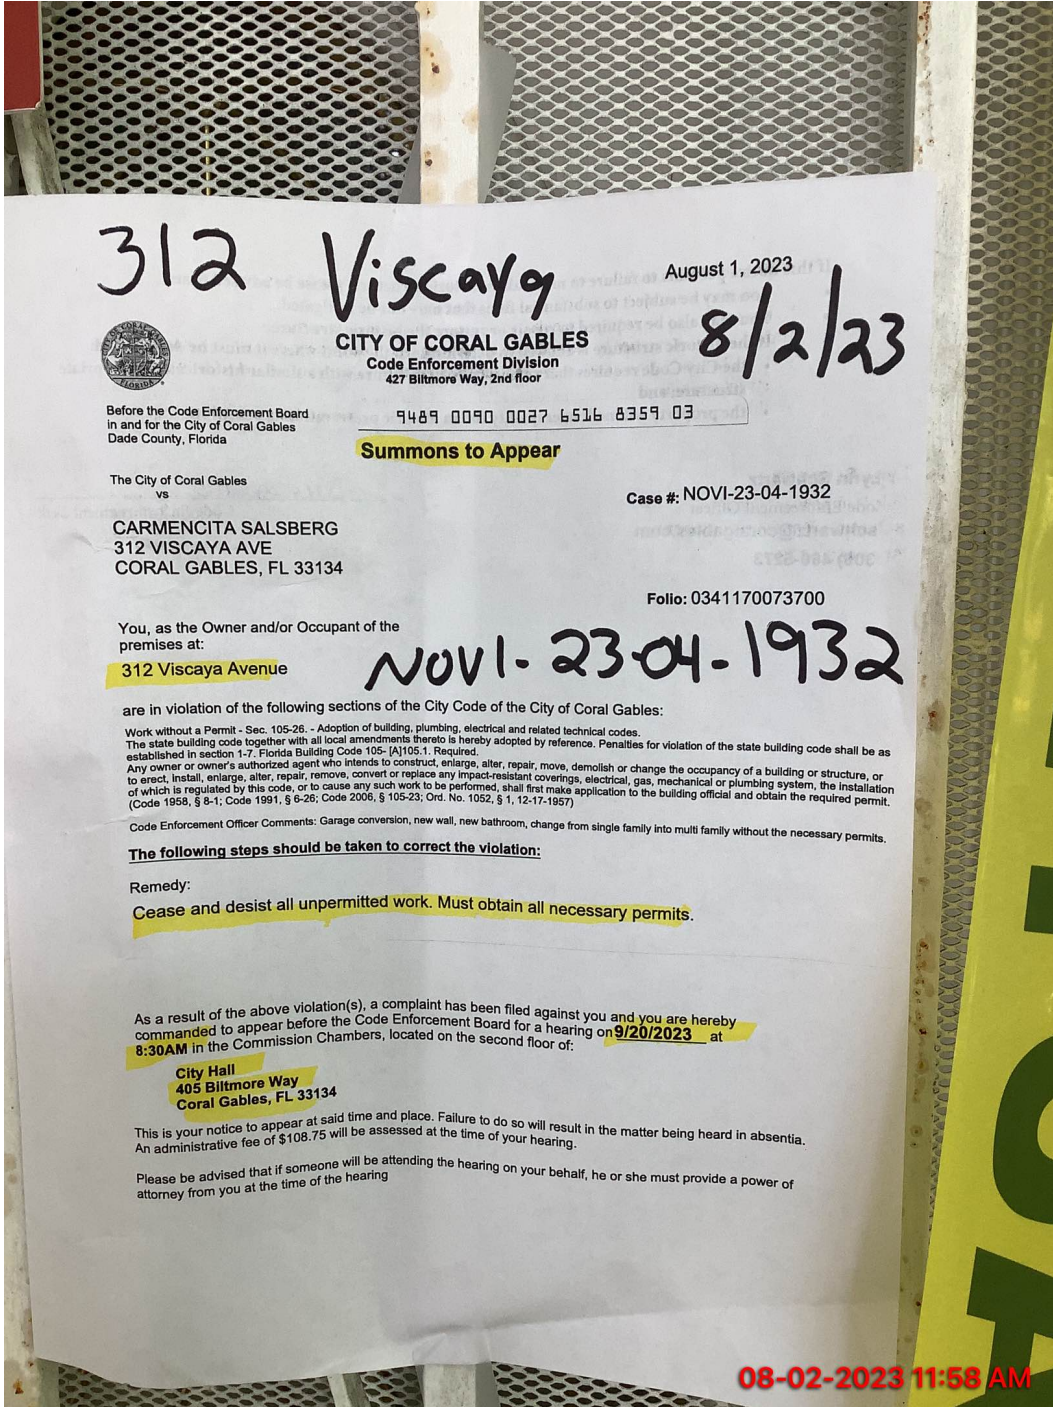 312 Viscaya
August 1, 2023
8/2/23
CITY OF CORAL GABLES
Code Enforcement Division
427 Biltmore Way, 2nd floor
Before the Code Enforcement Board
in and for the City of Coral Gables
Dade County, Florida
9489 0090 0027 6516 8359 03
Summons to Appear
The City of Coral Gables
vs
Case #: NOVI-23-04-1932
CARMENCITA SALSBERG
312 VISCAYA AVE
CORAL GABLES, FL 33134
Folio: 0341170073700
You, as the Owner and/or Occupant of the
premises at:
312 Viscaya Avenue
NOVI-23-04-1932
are in violation of the following sections of the City Code of the City of Coral Gables:
Work without a Permit - Sec. 105-26. - Adoption of building, plumbing, electrical and related technical codes.
The state building code together with all local amendments thereto is hereby adopted by reference. Penalties for violation of the state building code shall be as
established in section 1-7. Florida Building Code 105- [A]105.1. Required.
Any owner or owner's authorized agent who intends to construct, enlarge, alter, repair, move, demolish or change the occupancy of a building or structure, or
to erect, install, enlarge, alter, repair, remove, convert or replace any impact-resistant coverings, electrical, gas, mechanical or plumbing system, the installation
of which is regulated by this code, or to cause any such work to be performed, shall first make application to the building official and obtain the required permit.
(Code 1958, § 8-1; Code 1991, § 6-26; Code 2006, § 105-23; Ord. No. 1052, § 1, 12-17-1957)
Code Enforcement Officer Comments: Garage conversion, new wall, new bathroom, change from single family into multi family without the necessary permits.
The following steps should be taken to correct the violation:
Remedy:
Cease and desist all unpermitted work. Must obtain all necessary permits.
As a result of the above violation(s), a complaint has been filed against you and you are hereby
commanded to appear before the Code Enforcement Board for a hearing on 9/20/2023 at
8:30AM in the Commission Chambers, located on the second floor of:
City Hall
405 Biltmore Way
Coral Gables, FL 33134
This is your notice to appear at said time and place. Failure to do so will result in the matter being heard in absentia.
An administrative fee of $108.75 will be assessed at the time of your hearing.
Please be advised that if someone will be attending the hearing on your behalf, he or she must provide a power of
attorney from you at the time of the hearing
08-02-2023 11:58 AM